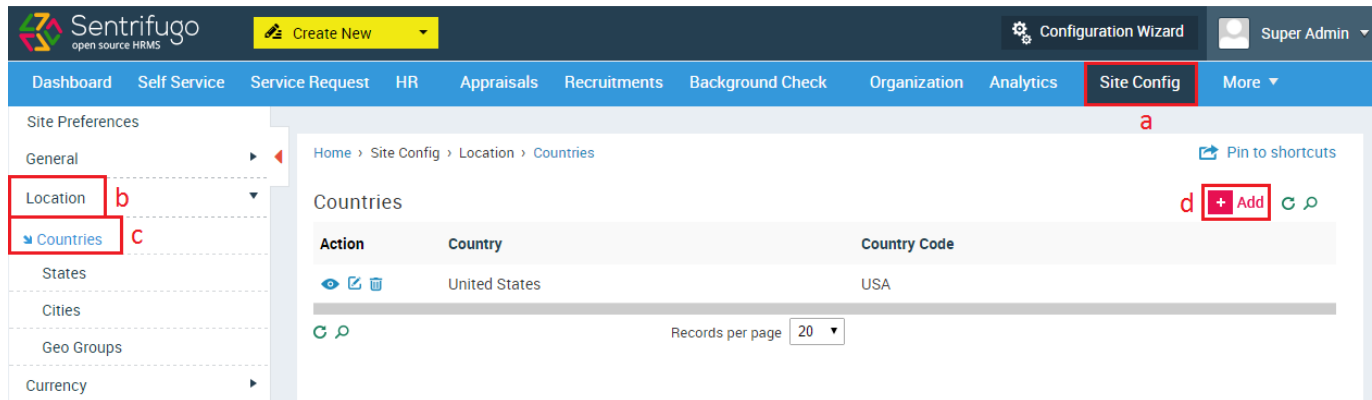 Sentrifugo
open source HRMS
Create New
Configuration Wizard
Super Admin
Dashboard Self Service Service Request HR Appraisals Recruitments Background Check Organization Analytics Site Config More
a
Site Preferences
General
Home › Site Config › Location › Countries
Pin to shortcuts
Location b
Countries
d + Add
Countries c
Action Country Country Code
States
United States USA
Cities
Records per page 20
Geo Groups
Currency